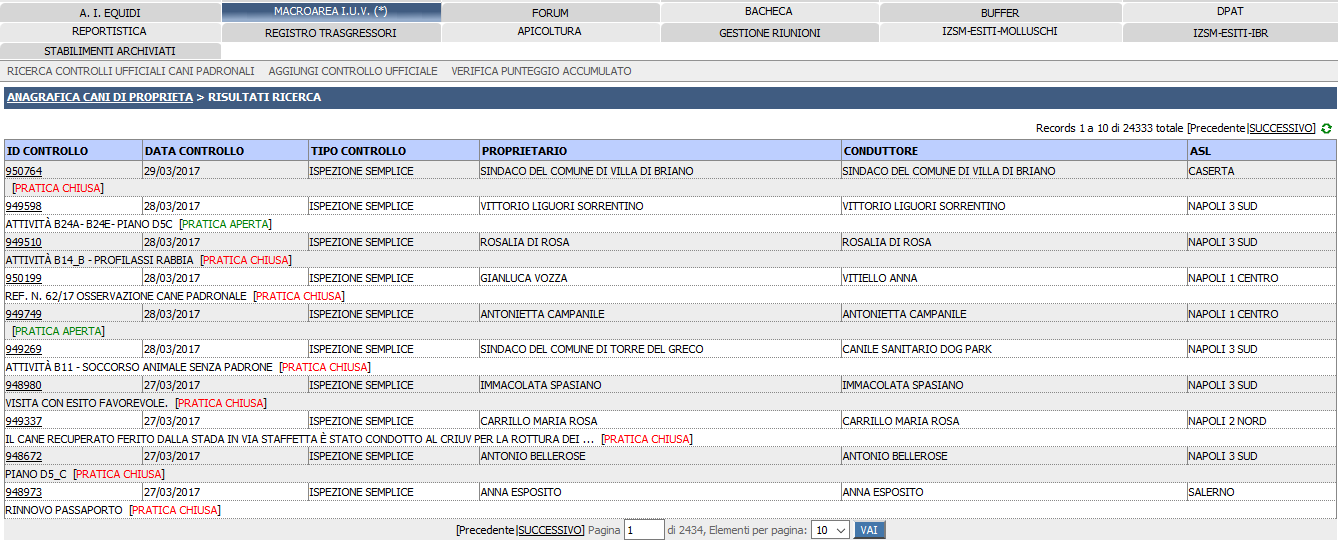 A. I. EQUIDI MACROAREA I.U.V. (*) FORUM BACHECA BUFFER DPAT
REPORTISTICA REGISTRO TRASGRESSORI APICOLTURA GESTIONE RIUNIONI IZSM-ESITI-MOLLUSCHI IZSM-ESITI-IBR
STABILIMENTI ARCHIVIATI
RICERCA CONTROLLI UFFICIALI CANI PADRONALI AGGIUNGI CONTROLLO UFFICIALE VERIFICA PUNTEGGIO ACCUMULATO
ANAGRAFICA CANI DI PROPRIETA > RISULTATI RICERCA
Records 1 a 10 di 24333 totale [Precedente|SUCCESSIVO]
ID CONTROLLO DATA CONTROLLO TIPO CONTROLLO PROPRIETARIO CONDUTTORE ASL
950764 29/03/2017 ISPEZIONE SEMPLICE SINDACO DEL COMUNE DI VILLA DI BRIANO SINDACO DEL COMUNE DI VILLA DI BRIANO CASERTA
[PRATICA CHIUSA]
949598 28/03/2017 ISPEZIONE SEMPLICE VITTORIO LIGUORI SORRENTINO VITTORIO LIGUORI SORRENTINO NAPOLI 3 SUD
ATTIVITÀ B24A- B24E- PIANO D5C [PRATICA APERTA]
949510 28/03/2017 ISPEZIONE SEMPLICE ROSALIA DI ROSA ROSALIA DI ROSA NAPOLI 3 SUD
ATTIVITÀ B14_B - PROFILASSI RABBIA [PRATICA CHIUSA]
950199 28/03/2017 ISPEZIONE SEMPLICE GIANLUCA VOZZA VITIELLO ANNA NAPOLI 1 CENTRO
REF. N. 62/17 OSSERVAZIONE CANE PADRONALE [PRATICA CHIUSA]
949749 28/03/2017 ISPEZIONE SEMPLICE ANTONIETTA CAMPANILE ANTONIETTA CAMPANILE NAPOLI 1 CENTRO
[PRATICA APERTA]
949269 28/03/2017 ISPEZIONE SEMPLICE SINDACO DEL COMUNE DI TORRE DEL GRECO CANILE SANITARIO DOG PARK NAPOLI 3 SUD
ATTIVITÀ B11 - SOCCORSO ANIMALE SENZA PADRONE [PRATICA CHIUSA]
948980 27/03/2017 ISPEZIONE SEMPLICE IMMACOLATA SPASIANO IMMACOLATA SPASIANO NAPOLI 3 SUD
VISITA CON ESITO FAVOREVOLE. [PRATICA CHIUSA]
949337 27/03/2017 ISPEZIONE SEMPLICE CARRILLO MARIA ROSA CARRILLO MARIA ROSA NAPOLI 2 NORD
IL CANE RECUPERATO FERITO DALLA STADA IN VIA STAFFETTA È STATO CONDOTTO AL CRIUV PER LA ROTTURA DEI ... [PRATICA CHIUSA]
948672 27/03/2017 ISPEZIONE SEMPLICE ANTONIO BELLEROSE ANTONIO BELLEROSE NAPOLI 3 SUD
PIANO D5_C [PRATICA CHIUSA]
948973 27/03/2017 ISPEZIONE SEMPLICE ANNA ESPOSITO ANNA ESPOSITO SALERNO
RINNOVO PASSAPORTO [PRATICA CHIUSA]
[Precedente|SUCCESSIVO] Pagina 1 di 2434, Elementi per pagina: 10 VAI